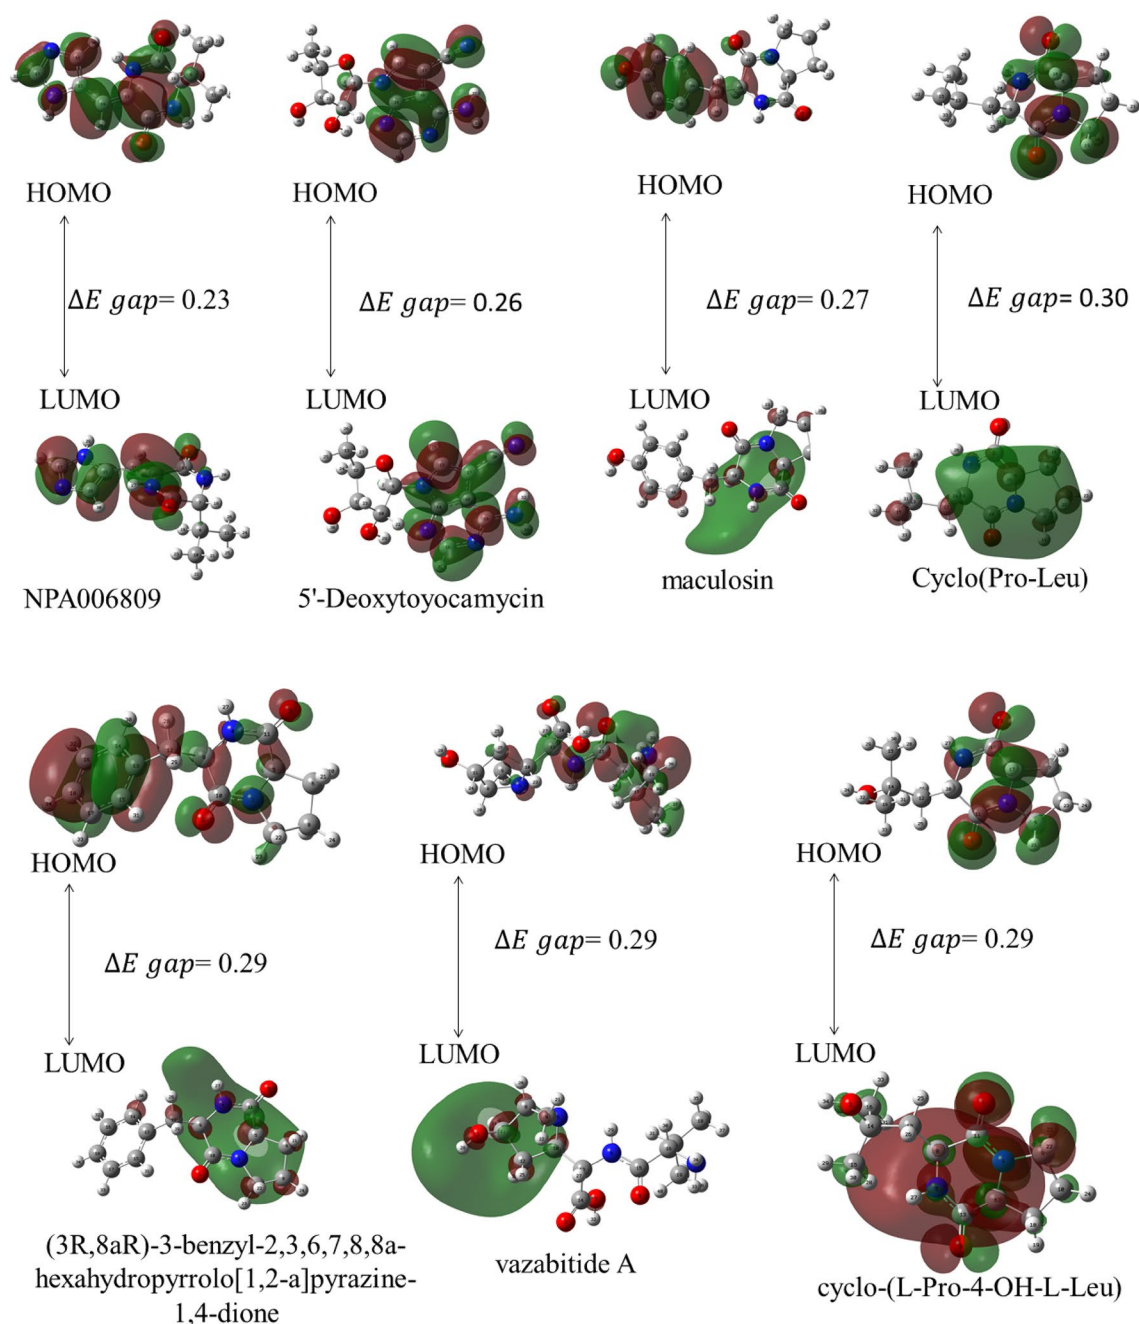 HOMO
HOMO
HOMO
HOMO
ΔE gap= 0.23
ΔE gap= 0.26
ΔE gap= 0.27
ΔE gap= 0.30
LUMO
LUMO
LUMO
LUMO
NPA006809
5'-Deoxytoyocamycin
maculosin
Cyclo(Pro-Leu)
HOMO
HOMO
HOMO
ΔE gap= 0.29
ΔE gap= 0.29
ΔE gap= 0.29
LUMO
LUMO
LUMO
(3R,8aR)-3-benzyl-2,3,6,7,8,8a-
hexahydropyrrolo[1,2-a]pyrazine-
1,4-dione
vazabitide A
cyclo-(L-Pro-4-OH-L-Leu)